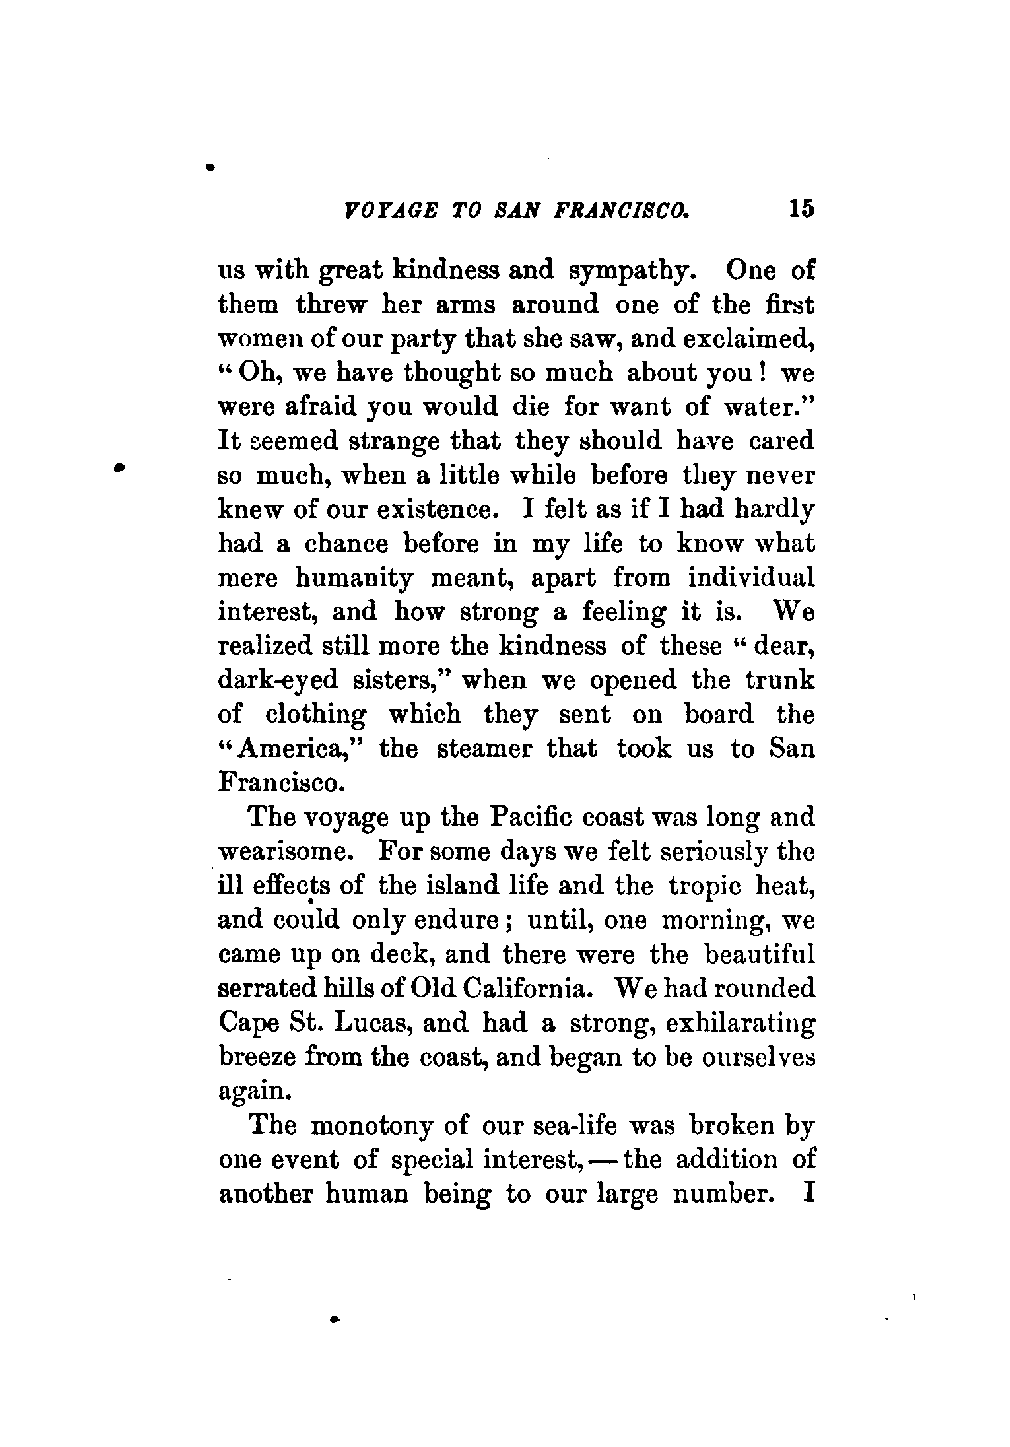 VOYAGE TO SAN FRANCISCO. 15
us with great kindness and sympathy. One of
them threw her arms around one of the first
women of our party that she saw, and exclaimed,
“Oh, we have thought so much about you! we
were afraid you would die for want of water.”
It seemed strange that they should have cared
so much, when a little while before they never
knew of our existence. I felt as if I had hardly
had a chance before in my life to know what
mere humanity meant, apart from individual
interest, and how strong a feeling it is. We
realized still more the kindness of these “dear,
dark-eyed sisters,” when we opened the trunk
of clothing which they sent on board the
“America,” the steamer that took us to San
Francisco.
The voyage up the Pacific coast was long and
wearisome. For some days we felt seriously the
ill effects of the island life and the tropic heat,
and could only endure; until, one morning, we
came up on deck, and there were the beautiful
serrated hills of Old California. We had rounded
Cape St. Lucas, and had a strong, exhilarating
breeze from the coast, and began to be ourselves
again.
The monotony of our sea-life was broken by
one event of special interest,—the addition of
another human being to our large number. I